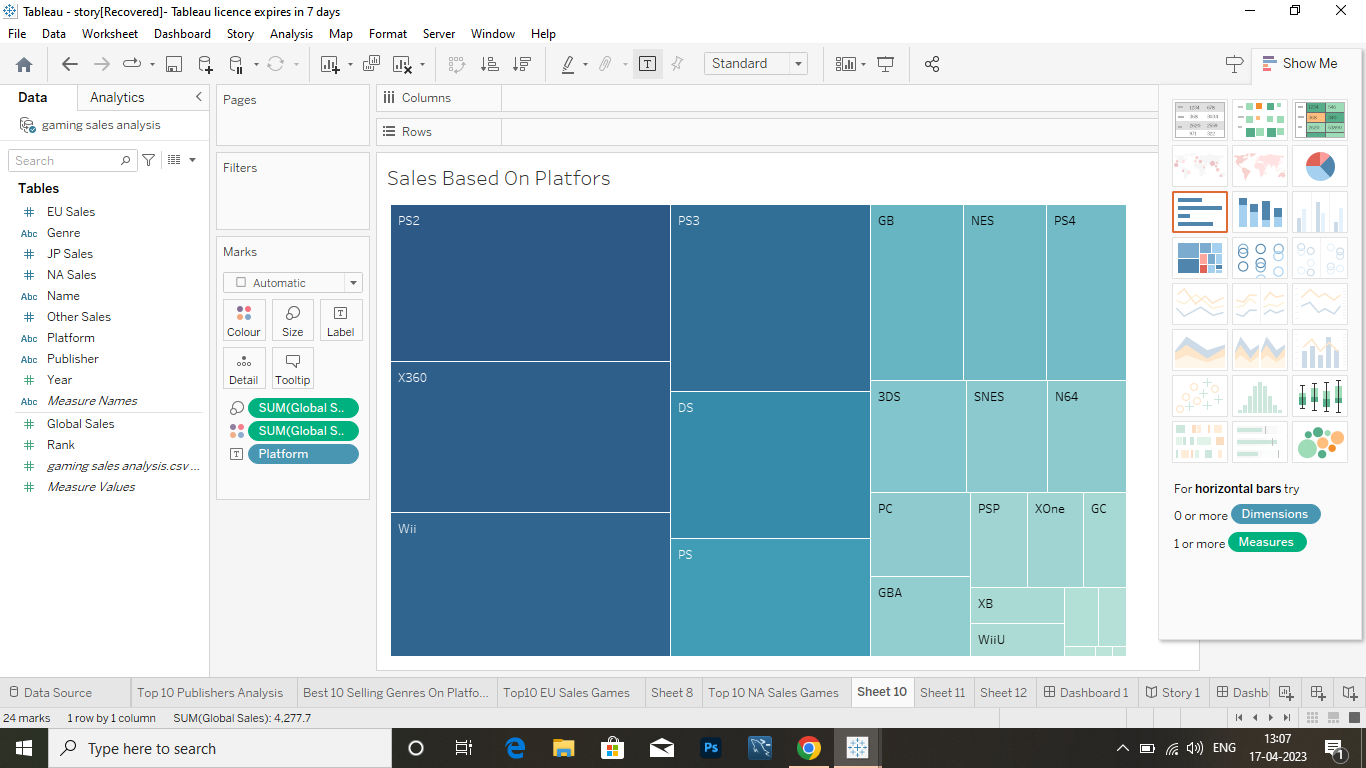 Tableau - story[Recovered]- Tableau licence expires in 7 days
File Data Worksheet Dashboard Story Analysis Map Format Server Window Help
Standard
Show Me
Data Analytics
gaming sales analysis
Search
Tables
EU Sales
Abc Genre
JP Sales
NA Sales
Abc Name
Other Sales
Abc Platform
Abc Publisher
Year
Abc Measure Names
Global Sales
Rank
gaming sales analysis.csv ...
Measure Values
Pages
Filters
Marks
Automatic
Colour Size Label
Detail Tooltip
SUM(Global S..
SUM(Global S..
Platform
Columns
Rows
Sales Based On Platfors
PS2 PS3 GB NES PS4
X360 DS 3DS SNES N64
Wii PS PC PSP XOne GC
GBA XB
WiiU
For horizontal bars try
0 or more Dimensions
1 or more Measures
Data Source Top 10 Publishers Analysis Best 10 Selling Genres On Platfo... Top10 EU Sales Games Sheet 8 Top 10 NA Sales Games Sheet 10 Sheet 11 Sheet 12 Dashboard 1 Story 1 Dashb
24 marks 1 row by 1 column SUM(Global Sales): 4,277.7
Type here to search
Ps
ENG
13:07
17-04-2023
1